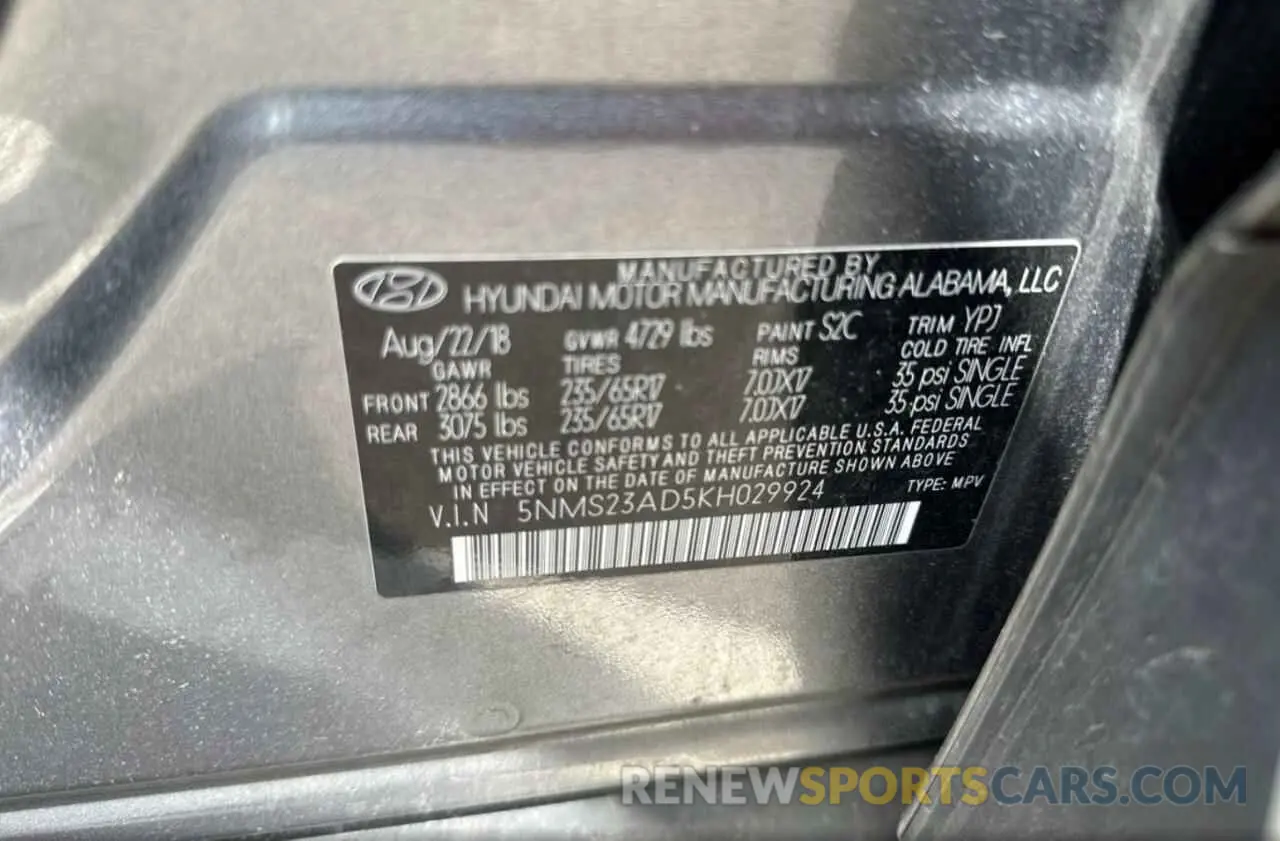 MANUFACTURED BY
HYUNDAI MOTOR MANUFACTURING ALABAMA, LLC
Aug/22/18 GVWR 4729 lbs PAINT S2C TRIM YPJ
GAWR TIRES RIMS COLD TIRE INFL
FRONT 2866 lbs 235/65R17 7.0JX17 35 psi SINGLE
REAR 3075 lbs 235/65R17 7.0JX17 35 psi SINGLE
THIS VEHICLE CONFORMS TO ALL APPLICABLE U.S.A. FEDERAL
MOTOR VEHICLE SAFETY AND THEFT PREVENTION STANDARDS
IN EFFECT ON THE DATE OF MANUFACTURE SHOWN ABOVE
V.I.N 5NMS23AD5KH029924 TYPE: MPV
RENEWSPORTSCARS.COM